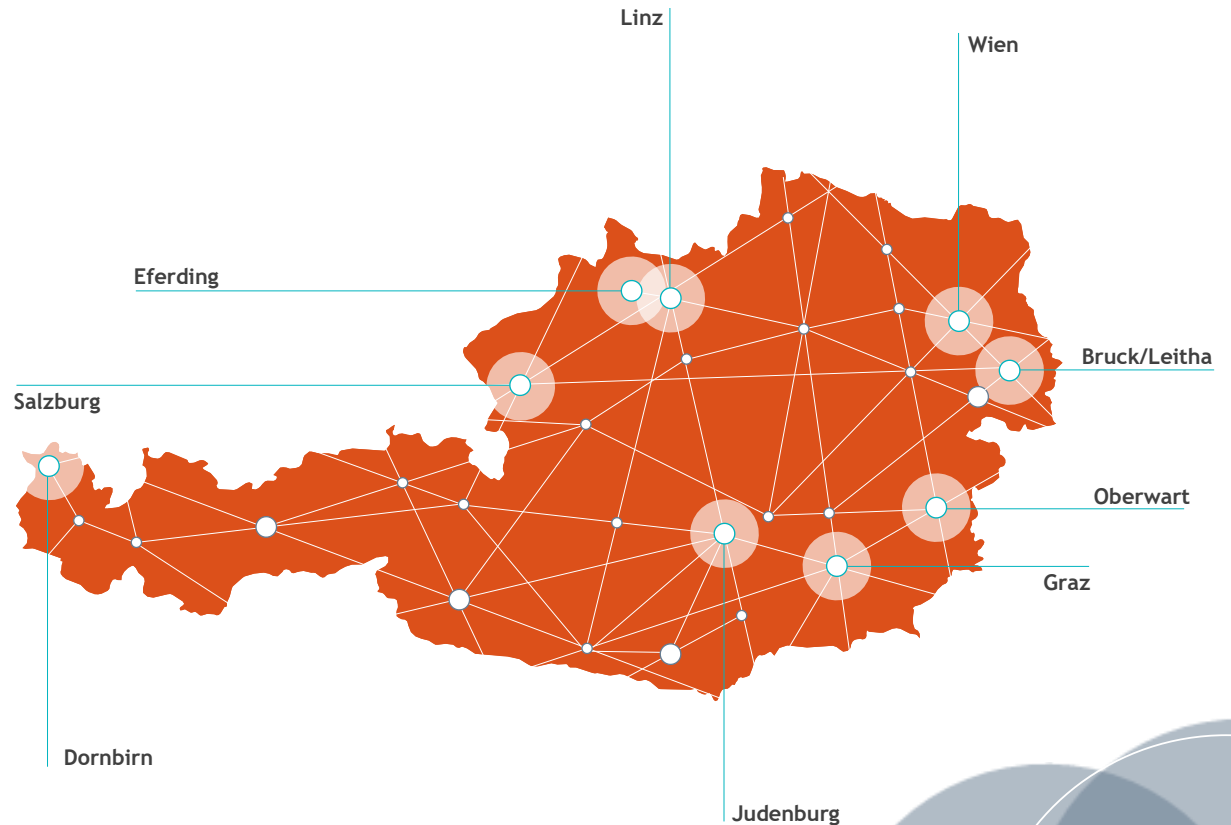 Linz
Wien
Eferding
Bruck/Leitha
Salzburg
Oberwart
Graz
Dornbirn
Judenburg